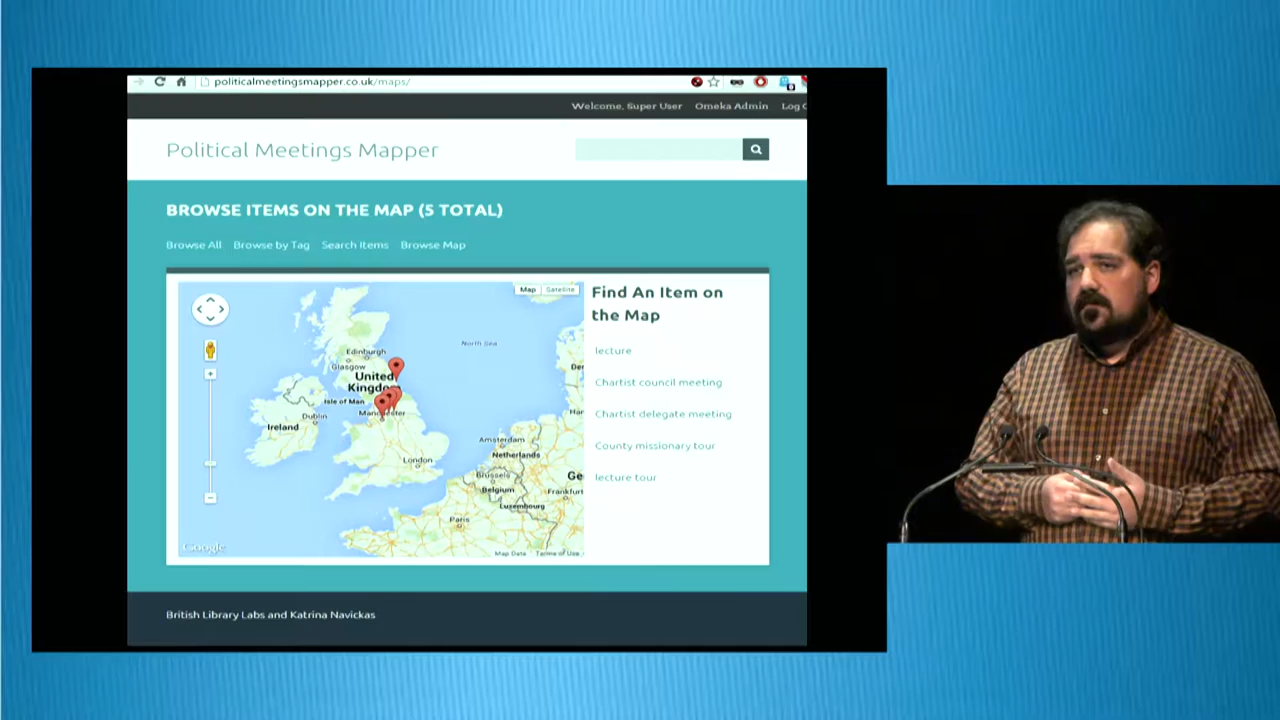 politicalmeetingsmapper.co.uk/maps/
Welcome, Super User Omeka Admin Log
Political Meetings Mapper
BROWSE ITEMS ON THE MAP (5 TOTAL)
Browse All Browse by Tag Search Items Browse Map
Map Satellite
Find An Item on
the Map
North Sea
Edinburgh
Glasgow
United
Kingdom
Isle of Man
Manchester
Dublin
Ireland
London
Amsterdam
Netherlands
Brussels
Belgium
Frankfurt
Luxembourg
Paris
Google
Map Data Terms of Use
lecture
Chartist council meeting
Chartist delegate meeting
County missionary tour
lecture tour
British Library Labs and Katrina Navickas